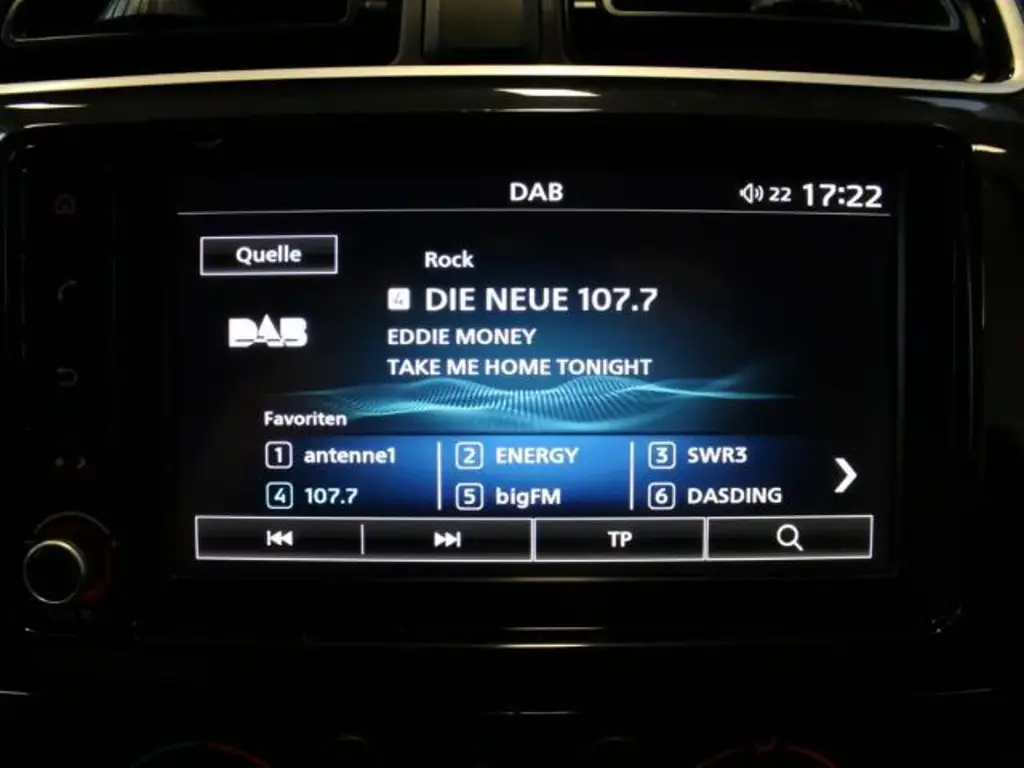 DAB 22 17:22
Quelle
Rock
4 DIE NEUE 107.7
DAB
EDDIE MONEY
TAKE ME HOME TONIGHT
Favoriten
1 antenne1 2 ENERGY 3 SWR3
4 107.7 5 bigFM 6 DASDING
TP